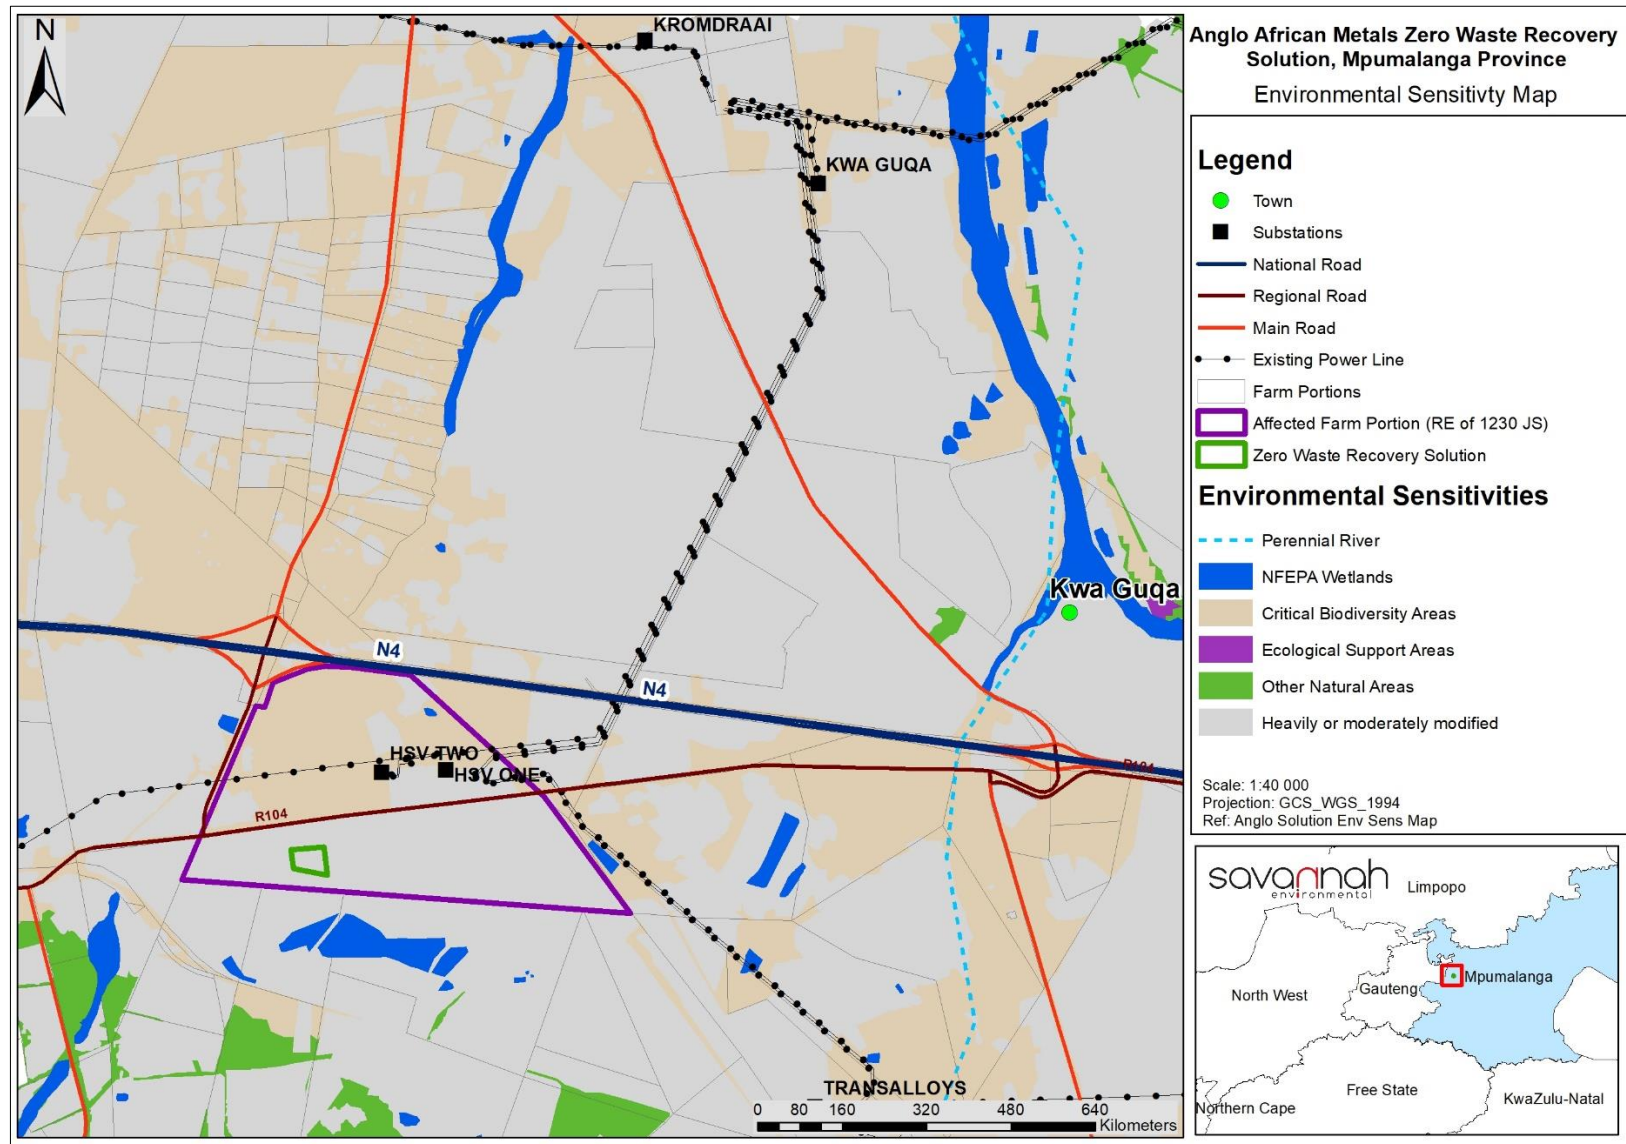 Anglo African Metals Zero Waste Recovery
Solution, Mpumalanga Province
Environmental Sensitivty Map
N
KROMDRAAI
KWA GUQA
Kwa Guqa
N4
N4
HSV TWO
HSV ONE
R104
R104
TRANSALLOYS
0 80 160 320 480 640
Kilometers
Legend
Town
Substations
National Road
Regional Road
Main Road
Existing Power Line
Farm Portions
Affected Farm Portion (RE of 1230 JS)
Zero Waste Recovery Solution
Environmental Sensitivities
Perennial River
NFEPA Wetlands
Critical Biodiversity Areas
Ecological Support Areas
Other Natural Areas
Heavily or moderately modified
Scale: 1:40 000
Projection: GCS_WGS_1994
Ref: Anglo Solution Env Sens Map
savannah
environmental
Limpopo
Mpumalanga
Gauteng
North West
Free State
Northern Cape
KwaZulu-Natal